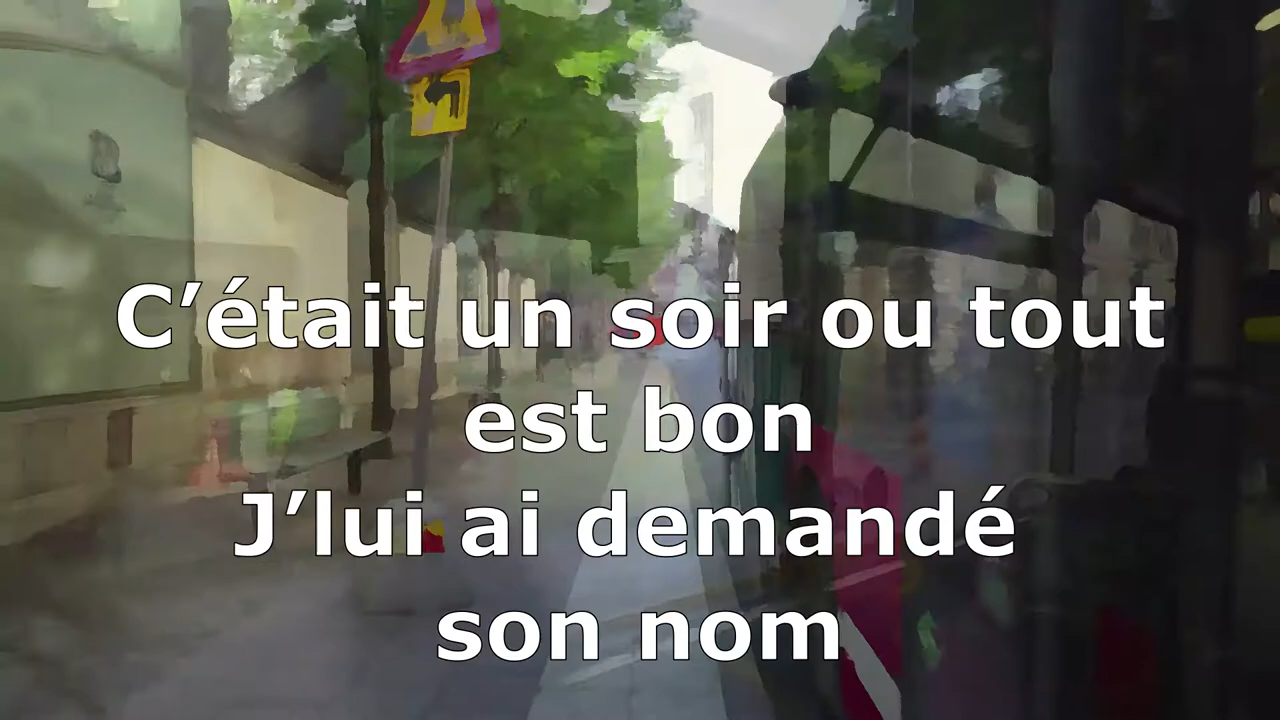 C’était un soir ou tout
est bon
J’lui ai demandé
son nom